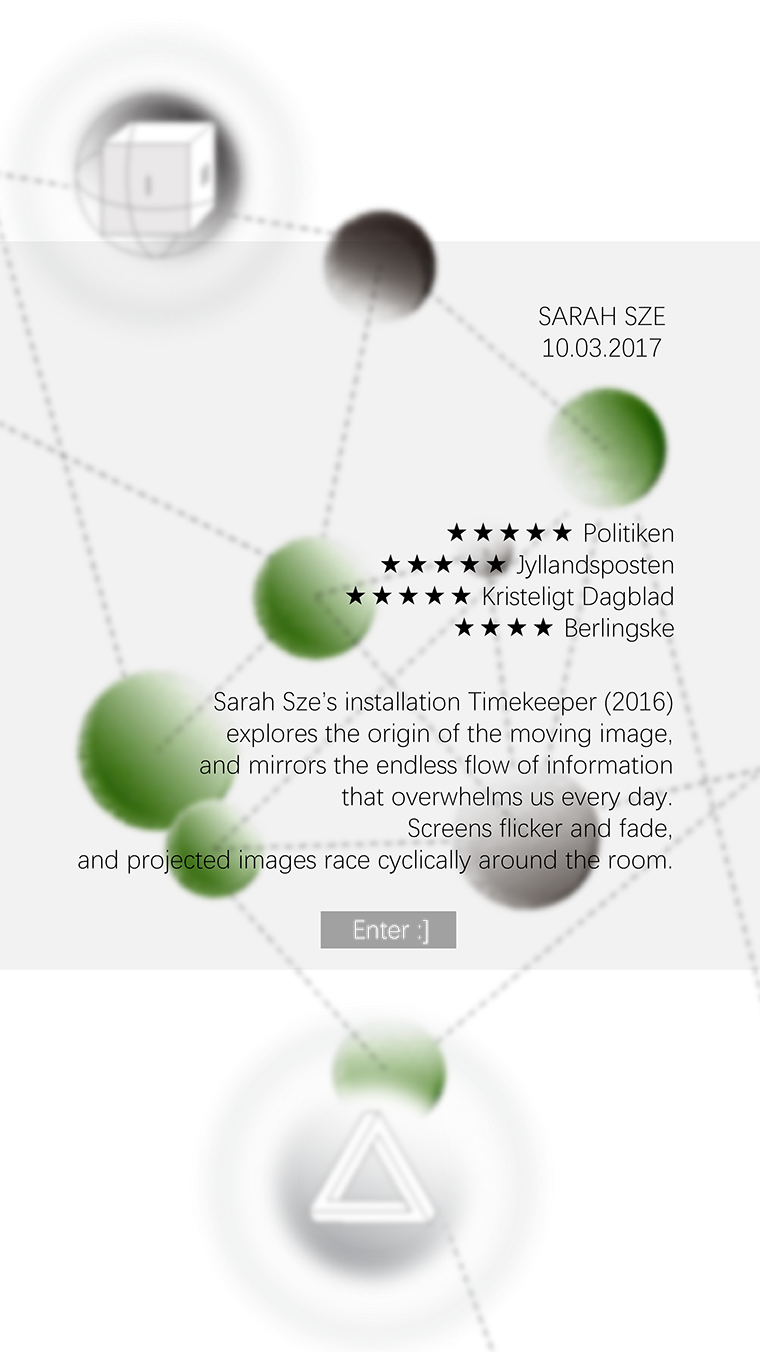 SARAH SZE
10.03.2017
★★★★★ Politiken
★★★★★ Jyllandsposten
★★★★★ Kristeligt Dagblad
★★★★ Berlingske
Sarah Sze’s installation Timekeeper (2016)
explores the origin of the moving image,
and mirrors the endless flow of information
that overwhelms us every day.
Screens flicker and fade,
and projected images race cyclically around the room.
Enter :]